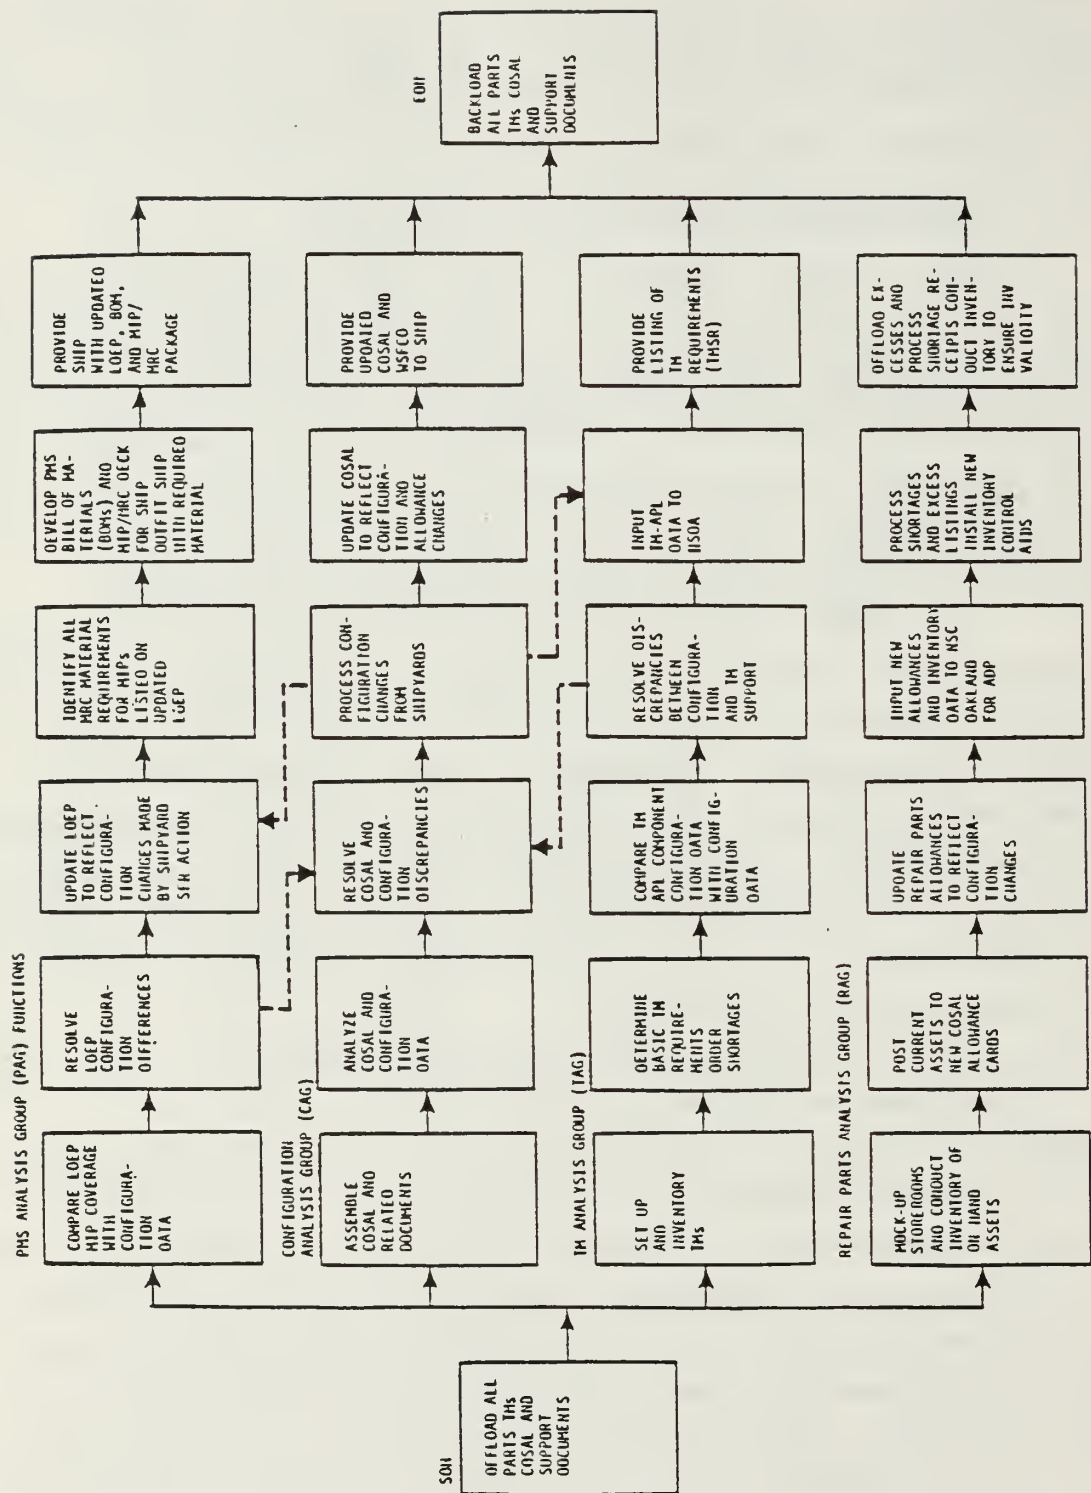 SOH
OFFLOAD ALL
PARTS TMs
COSAL AND
SUPPORT
DOCUMENTS
PMS ANALYSIS GROUP (PAG) FUNCTIONS
COMPARE LOEP
MIP COVERAGE
WITH
CONFIGURA-
TION
DATA
RESOLVE
LOEP
CONFIGURA-
TION
DIFFERENCES
UPDATE LOEP
TO REFLECT
CONFIGURA-
TION
CHANGES MADE
BY SHIPYARD
SFR ACTION
IDENTIFY ALL
MRC MATERIAL
REQUIREMENTS
FOR MIPs
LISTED ON
UPDATED
LOEP
DEVELOP PMS
BILL OF MA-
TERIALS
(BOMs) AND
MIP/MRC DECK
FOR SHIP
OUTFIT SHIP
WITH REQUIRED
MATERIAL
PROVIDE
SHIP
WITH UPDATED
LOEP, BOM,
AND MIP/
MRC
PACKAGE
CONFIGURATION
ANALYSIS GROUP (CAG)
ASSEMBLE
COSAL AND
RELATED
DOCUMENTS
ANALYZE
COSAL AND
CONFIGURA-
TION
DATA
RESOLVE
COSAL AND
CONFIGURA-
TION
DISCREPANCIES
PROCESS CON-
FIGURATION
CHANGES
FROM
SHIPYARDS
UPDATE COSAL
TO REFLECT
CONFIGURA-
TION AND
ALLOWANCE
CHANGES
PROVIDE
UPDATED
COSAL AND
WSFCO
TO SHIP
TM ANALYSIS GROUP (TAG)
SET UP
AND
INVENTORY
TMs
DETERMINE
BASIC TM
REQUIRE-
MENTS
ORDER
SHORTAGES
COMPARE TM
APL COMPONENT
CONFIGURA-
TION DATA
WITH CONFIG-
URATION
DATA
RESOLVE DIS-
CREPANCIES
BETWEEN
CONFIGURA-
TION
AND TM
SUPPORT
INPUT
TM-APL
DATA TO
NSDA
PROVIDE
LISTING OF
TM
REQUIREMENTS
(TMSR)
REPAIR PARTS ANALYSIS GROUP (RAG)
MOCK-UP
STOREROOMS
AND CONDUCT
INVENTORY OF
ON HAND
ASSETS
POST
CURRENT
ASSETS TO
NEW COSAL
ALLOWANCE
CARDS
UPDATE
REPAIR PARTS
ALLOWANCES
TO REFLECT
CONFIGURA-
TION
CHANGES
INPUT NEW
ALLOWANCES
AND INVENTORY
DATA TO NSC
OAKLAND
FOR ADP
PROCESS
SHORTAGES
AND EXCESS
LISTINGS
INSTALL NEW
INVENTORY
CONTROL
AIDS
OFFLOAD EX-
CESSES AND
PROCESS
SHORTAGE RE-
CEIPTS CON-
DUCT INVEN-
TORY TO
ENSURE INV
VALIDITY
EOH
BACKLOAD
ALL PARTS
TMs COSAL
AND
SUPPORT
DOCUMENTS